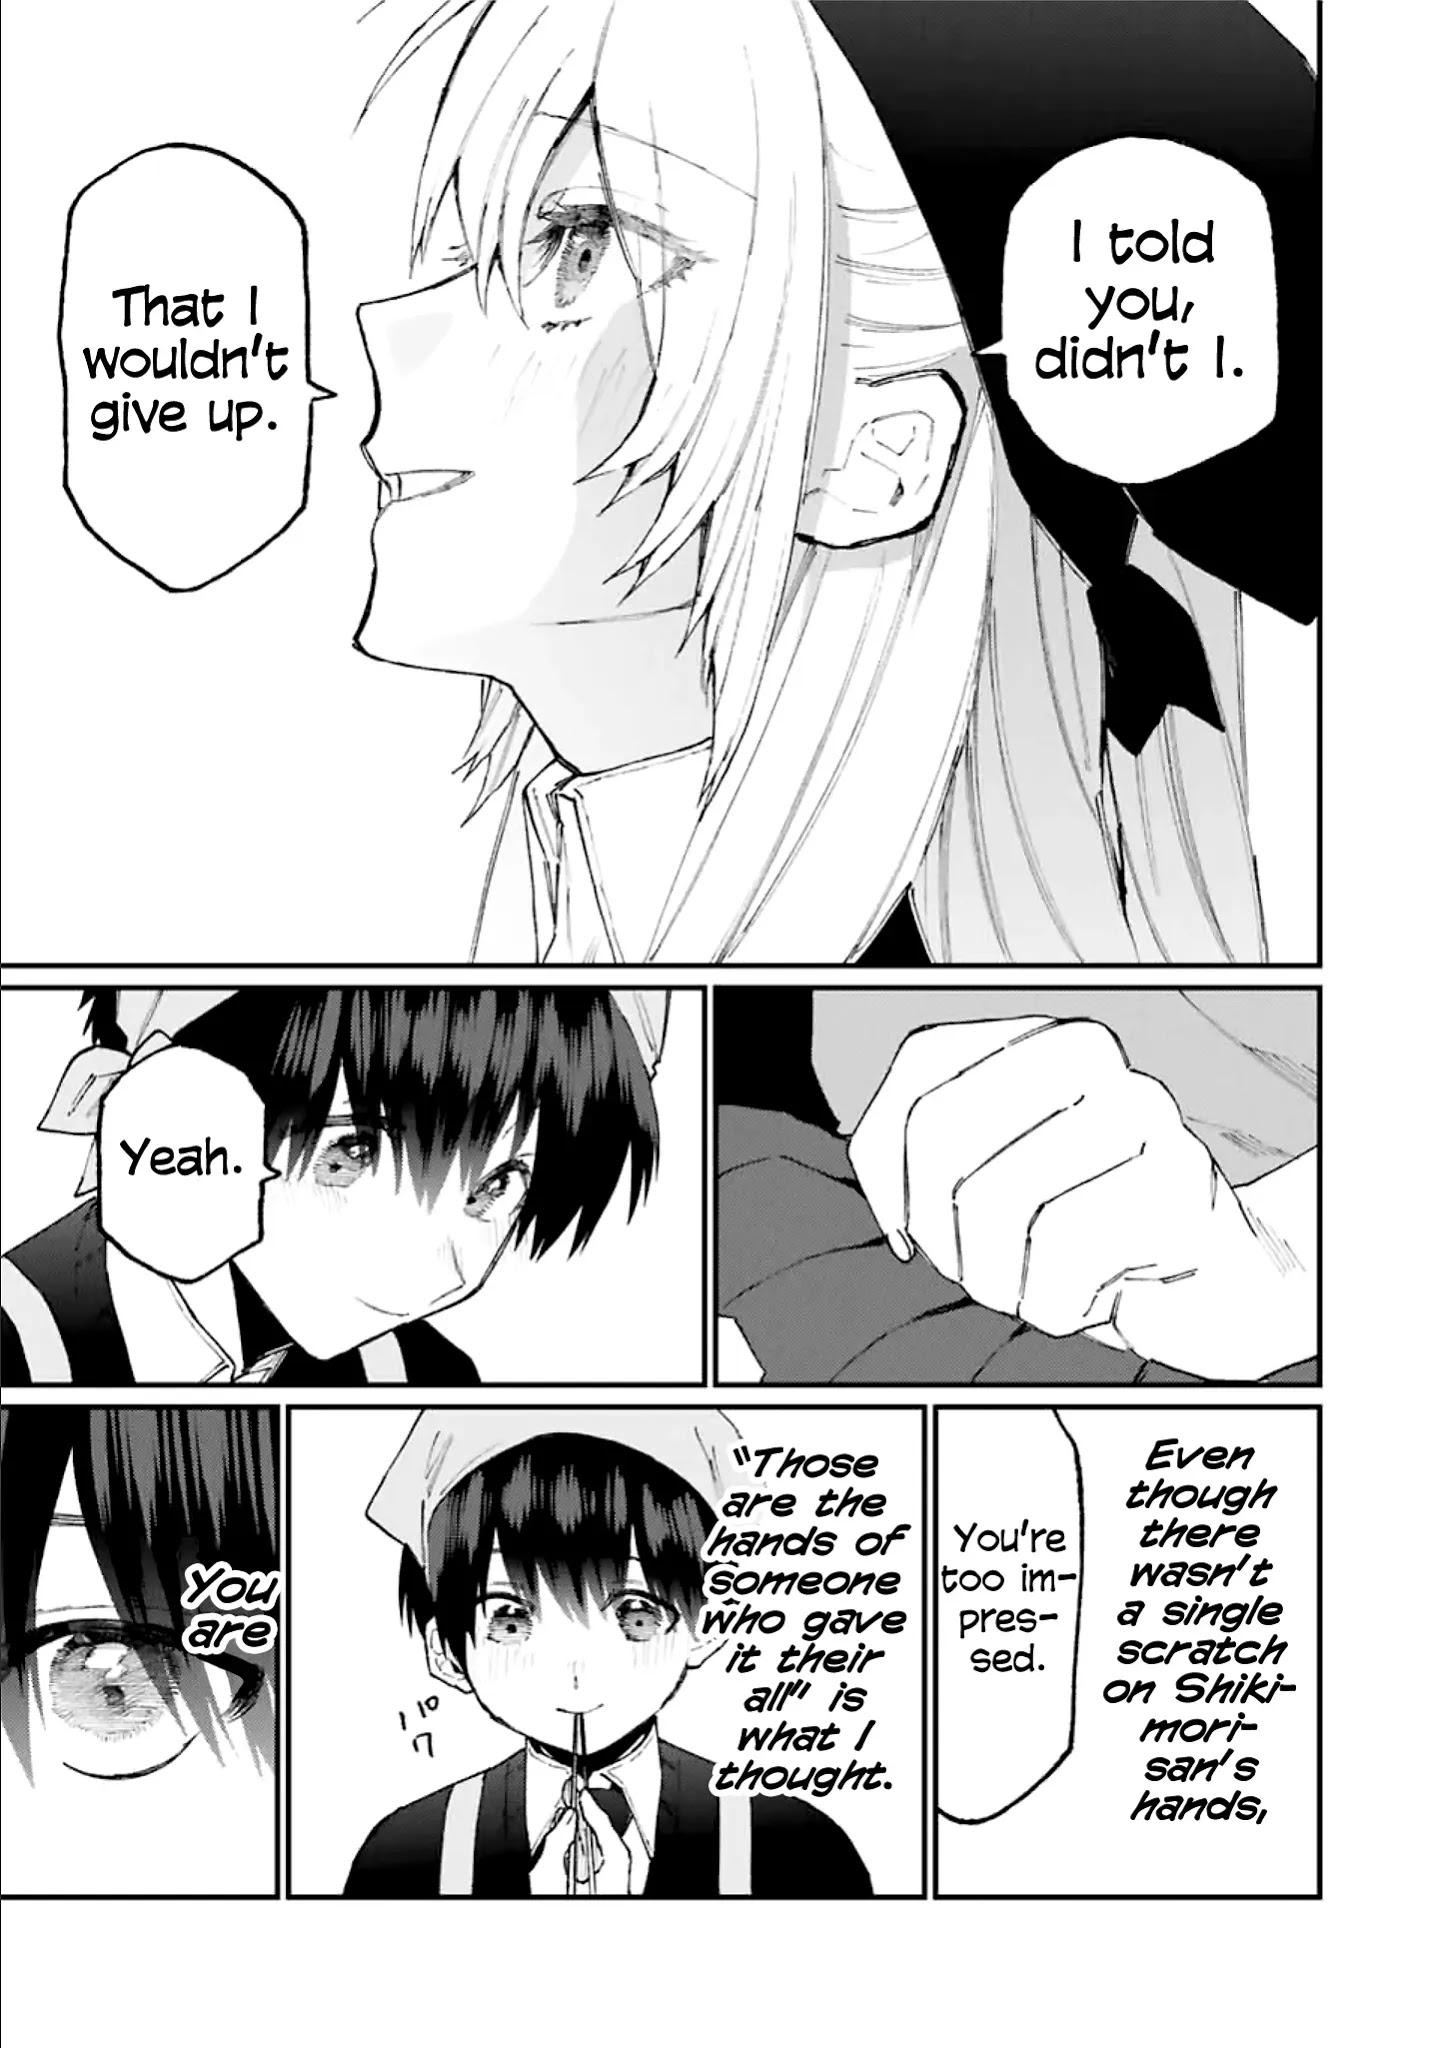 I told
you,
didn't I.
That I
wouldn't
give up.
Yeah.
Even
though
there
wasn't
a single
scratch
on Shiki-
mori-
san's
hands,
You're
too im-
pres-
sed.
"Those
are the
hands of
someone
who gave
it their
all" is
what I
thought.
You
are